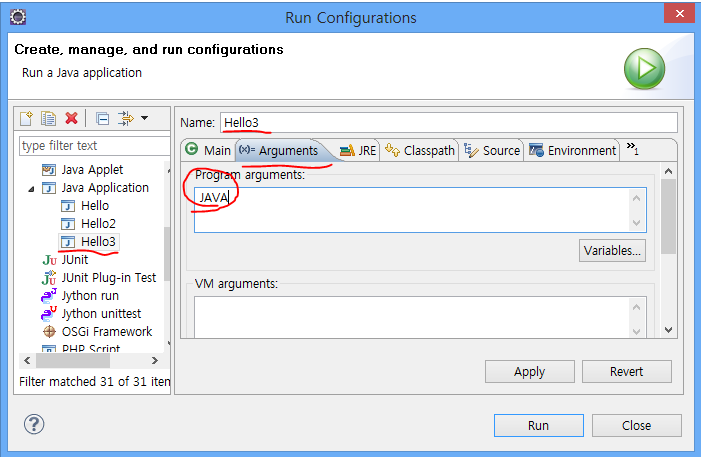 Run Configurations
Create, manage, and run configurations
Run a Java application
Name: Hello3
type filter text
Java Applet
Java Application
Hello
Hello2
Hello3
JUnit
JUnit Plug-in Test
Jython run
Jython unittest
OSGi Framework
PHP Script
Filter matched 31 of 31 iten
Main (x)= Arguments JRE Classpath Source Environment »1
Program arguments:
JAVA
Variables...
VM arguments:
Apply Revert
? Run Close